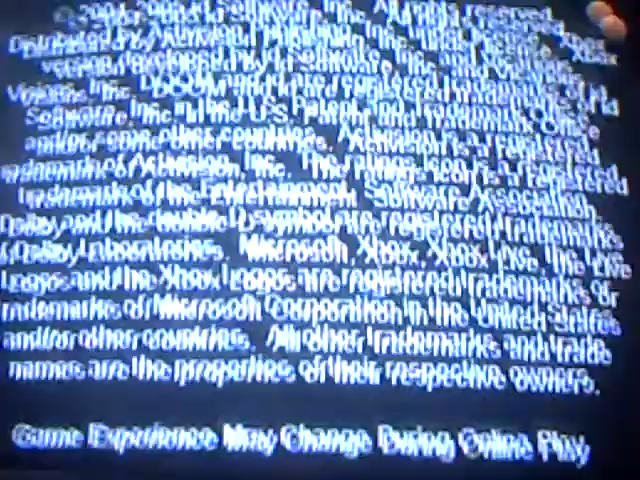 Id Software, Inc. All rights reserved.
Distributed by Activision Publishing, Inc. under license. Xbox
version developed by Vicarious
Visions, Inc. DOOM and id are registered trademarks of Id
Software, Inc. in the U.S. Patent and Trademark Office
and/or some other countries. Activision is a registered
trademark of Activision, Inc. The ratings icon is a registered
trademark of the Entertainment Software Association.
Dolby and the double-D symbol are registered trademarks
of Dolby Laboratories. Microsoft, Xbox, Xbox Live, the Live
Logos and the Xbox Logos are registered trademarks or
trademarks of Microsoft Corporation in the United States
and/or other countries. All other trademarks and trade
names are the properties of their respective owners.
Game Experience May Change During Online Play